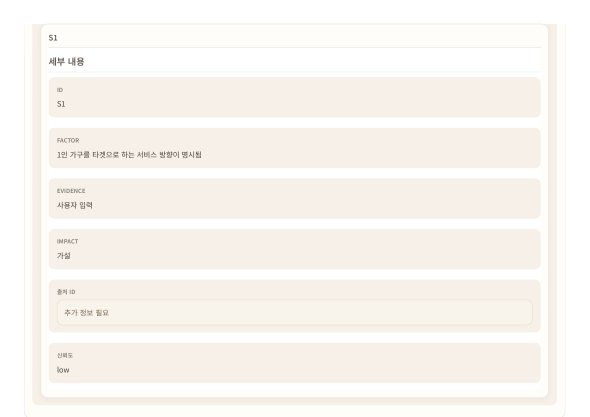 S1
세부 내용
ID
S1
FACTOR
1인 가구를 타겟으로 하는 서비스 방향이 명시됨
EVIDENCE
사용자 입력
IMPACT
가설
출처 ID
추가 정보 필요
신뢰도
low